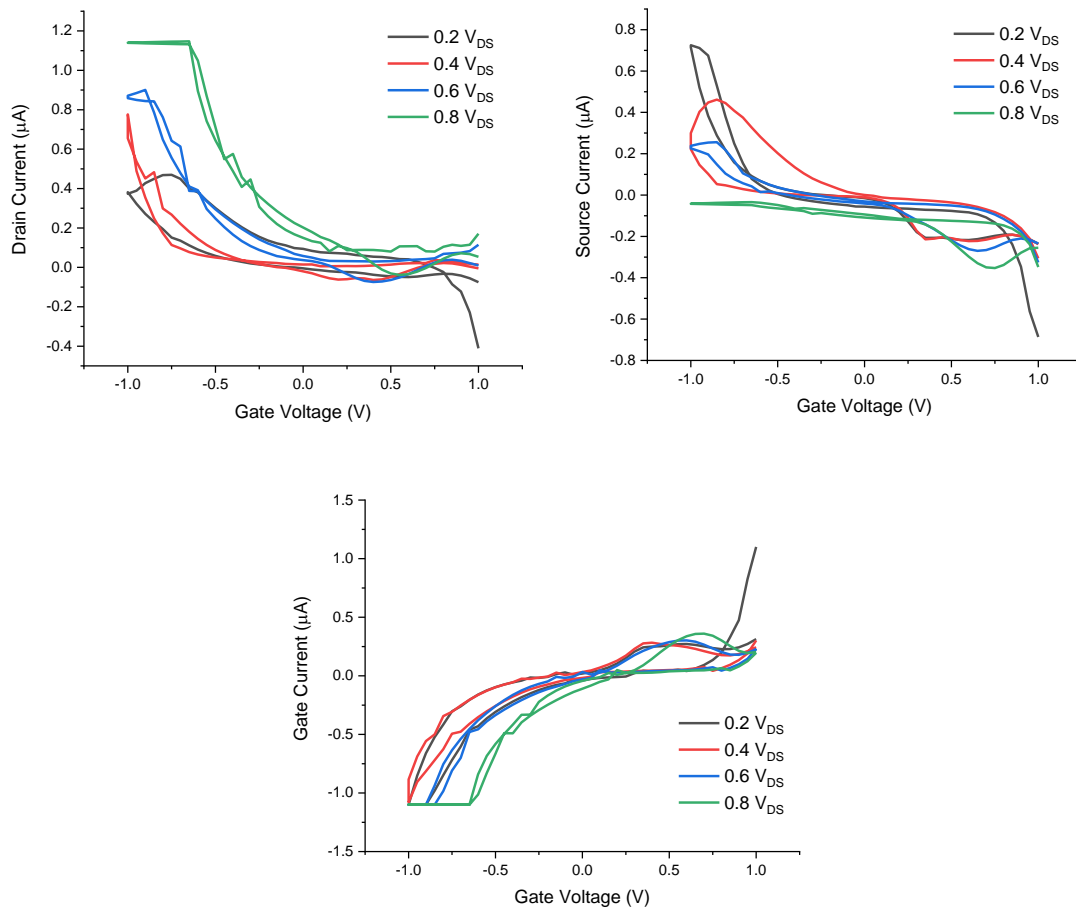 Drain Current (μA)
1.2
1.0
0.8
0.6
0.4
0.2
0.0
-0.2
-0.4
-1.0 -0.5 0.0 0.5 1.0
Gate Voltage (V)
0.2 V_DS
0.4 V_DS
0.6 V_DS
0.8 V_DS
Source Current (μA)
0.8
0.6
0.4
0.2
0.0
-0.2
-0.4
-0.6
-0.8
-1.0 -0.5 0.0 0.5 1.0
Gate Voltage (V)
0.2 V_DS
0.4 V_DS
0.6 V_DS
0.8 V_DS
Gate Current (μA)
1.5
1.0
0.5
0.0
-0.5
-1.0
-1.5
-1.0 -0.5 0.0 0.5 1.0
Gate Voltage (V)
0.2 V_DS
0.4 V_DS
0.6 V_DS
0.8 V_DS